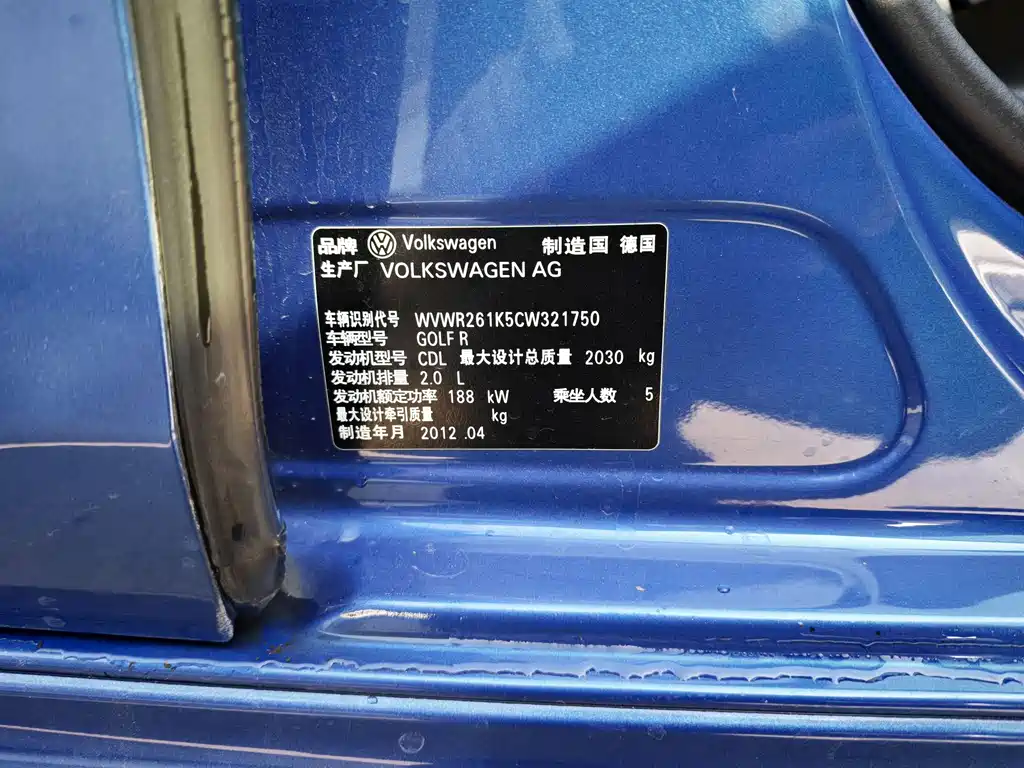 品牌 Volkswagen 制造国 德国
生产厂 VOLKSWAGEN AG
车辆识别代号 WVWR261K5CW321750
车辆型号 GOLF R
发动机型号 CDL 最大设计总质量 2030 kg
发动机排量 2.0 L
发动机额定功率 188 kW 乘坐人数 5
最大设计牵引质量 kg
制造年月 2012 .04